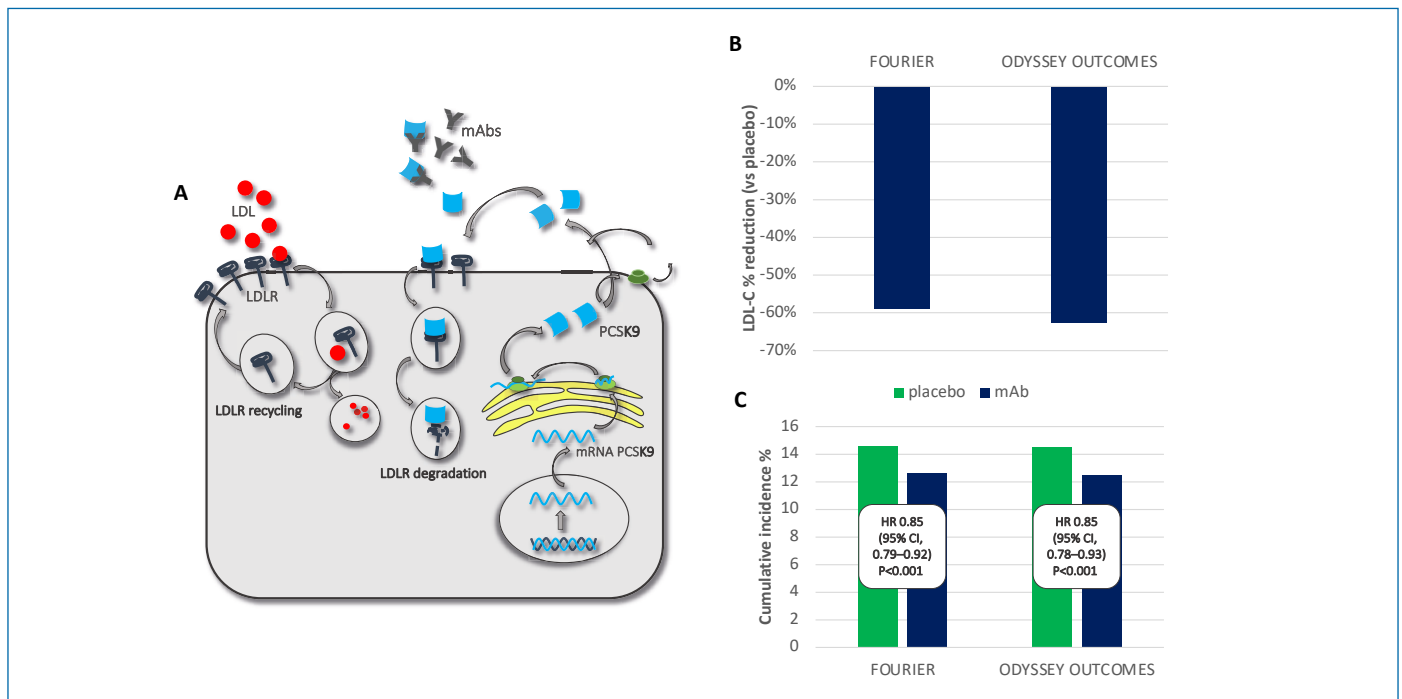 A
mAbs
LDL
LDLR
PCSK9
LDLR recycling
mRNA PCSK9
LDLR degradation
B
FOURIER
ODYSSEY OUTCOMES
LDL-C % reduction (vs placebo)
0%
-10%
-20%
-30%
-40%
-50%
-60%
-70%
C
placebo
mAb
Cumulative incidence %
16
14
12
10
8
6
4
2
0
HR 0.85
(95% CI,
0.79–0.92)
P<0.001
HR 0.85
(95% CI,
0.78–0.93)
P<0.001
FOURIER
ODYSSEY OUTCOMES